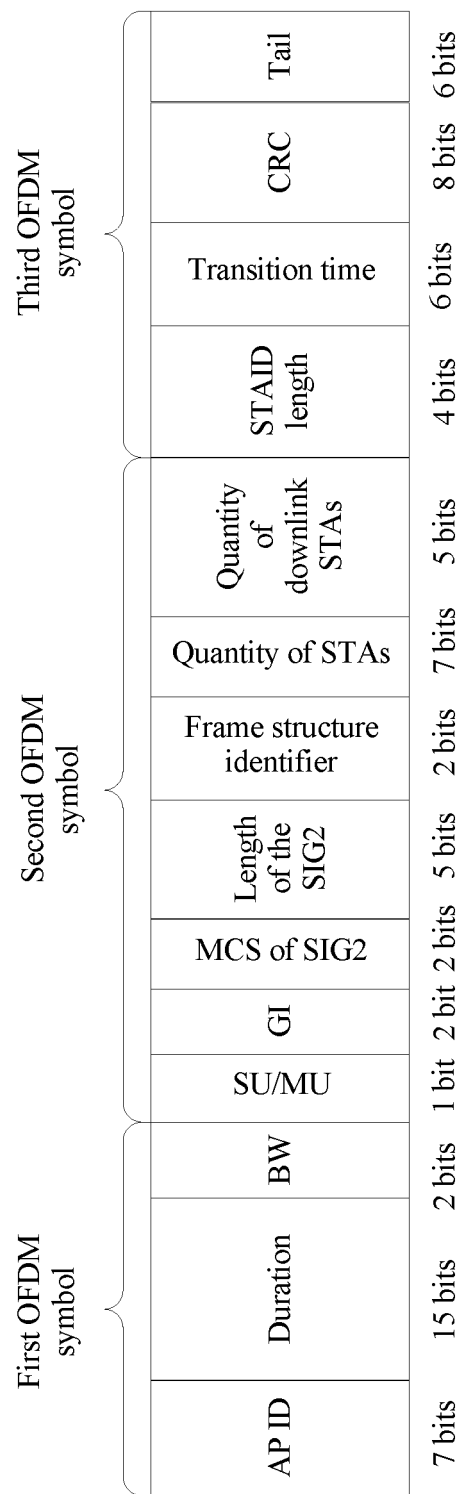 First OFDM
symbol
Second OFDM
symbol
Third OFDM
symbol
AP ID
Duration
BW
SU/MU
GI
MCS of SIG2
Length
of the
SIG2
Frame structure
identifier
Quantity of STAs
Quantity
of
downlink
STAs
STAID
length
Transition time
CRC
Tail
7 bits
15 bits
2 bits
1 bit
2 bit
2 bits
5 bits
2 bits
7 bits
5 bits
4 bits
6 bits
8 bits
6 bits